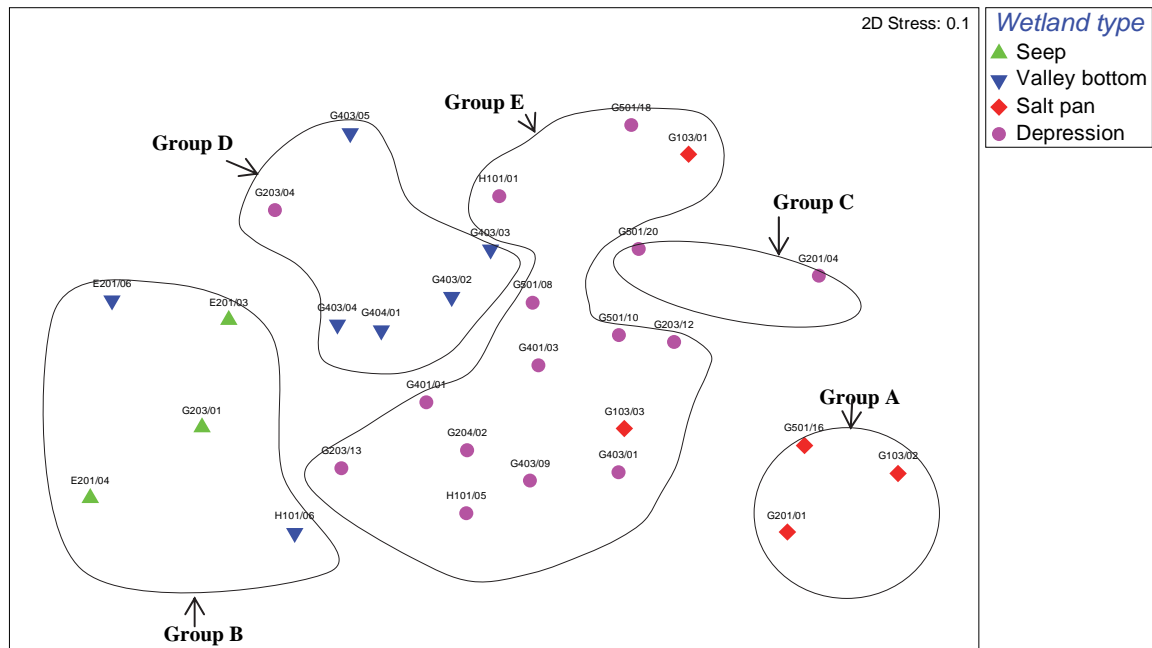 2D Stress: 0.1
Wetland type
Seep
Valley bottom
Salt pan
Depression
Group E
G501/18
G403/05
Group D
G103/01
H101/01
G203/04
Group C
G403/03
G501/20
G201/04
E201/06
G403/02
E201/03
G501/08
G403/04
G404/01
G501/10
G203/12
G401/03
G401/01
Group A
G203/01
G103/03
G501/16
G204/02
G203/13
G103/02
G403/09
G403/01
E201/04
H101/05
H101/06
G201/01
Group B